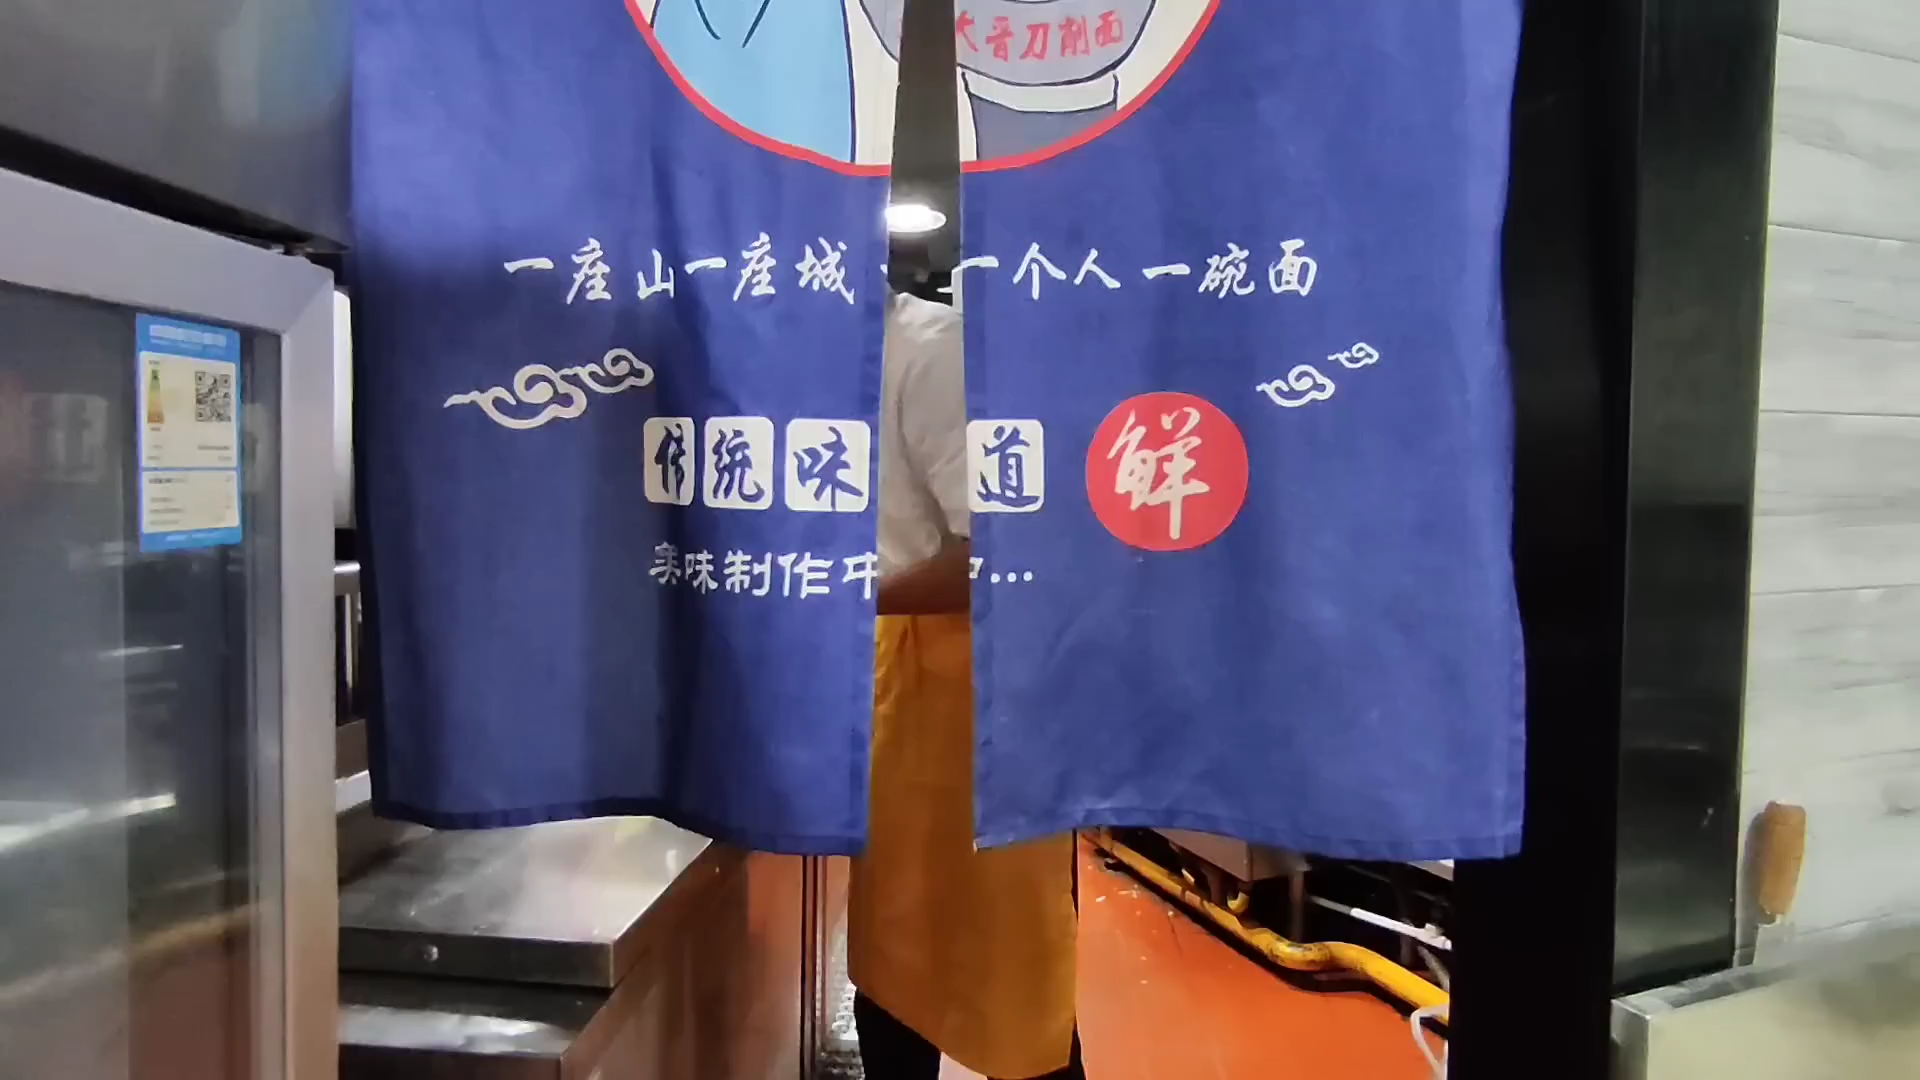 大晋刀削面
一座山一座城 一个人一碗面
传统味道 鲜
美味制作中中...